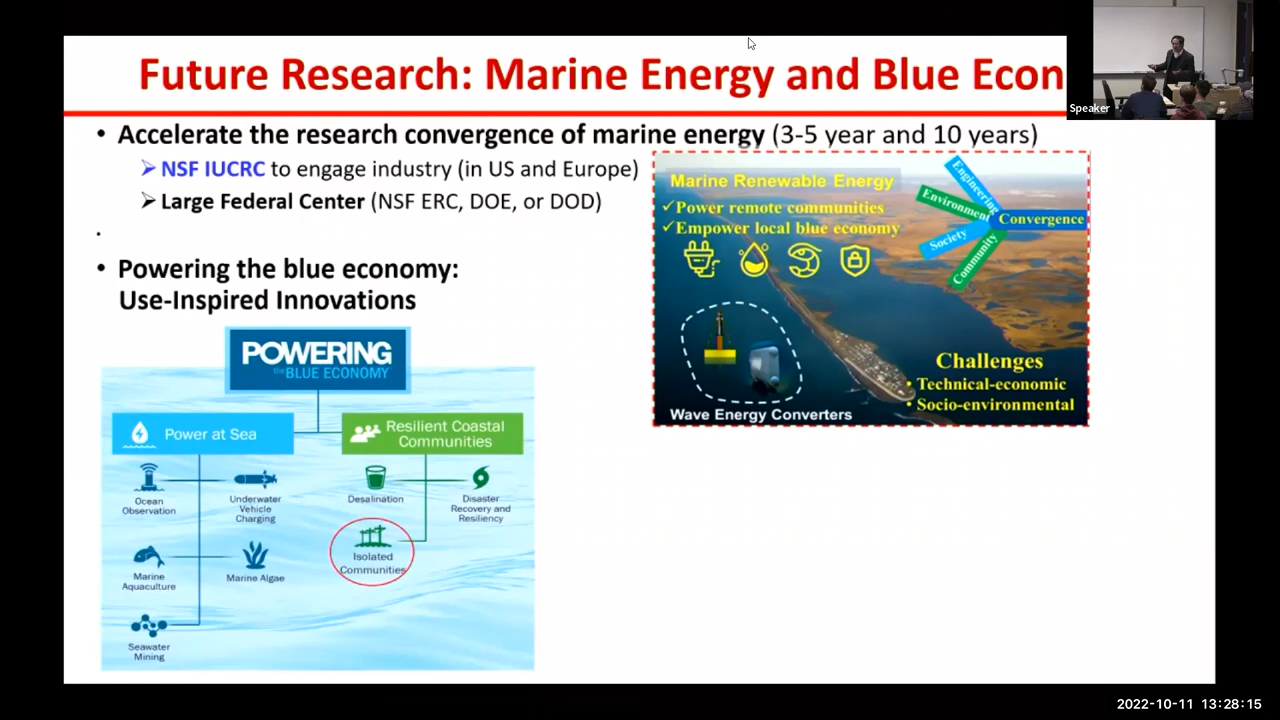 Future Research: Marine Energy and Blue Econ
Speaker
• Accelerate the research convergence of marine energy (3-5 year and 10 years)
➢ NSF IUCRC to engage industry (in US and Europe)
➢ Large Federal Center (NSF ERC, DOE, or DOD)
•
• Powering the blue economy:
Use-Inspired Innovations
Marine Renewable Energy
✓Power remote communities
✓Empower local blue economy
Engineering
Environment
Convergence
Society
Community
Challenges
• Technical-economic
• Socio-environmental
Wave Energy Converters
POWERING
the BLUE ECONOMY
Power at Sea
Resilient Coastal
Communities
Ocean
Observation
Underwater
Vehicle
Charging
Desalination
Disaster
Recovery and
Resiliency
Marine
Aquaculture
Marine Algae
Isolated
Communities
Seawater
Mining
2022-10-11 13:28:15